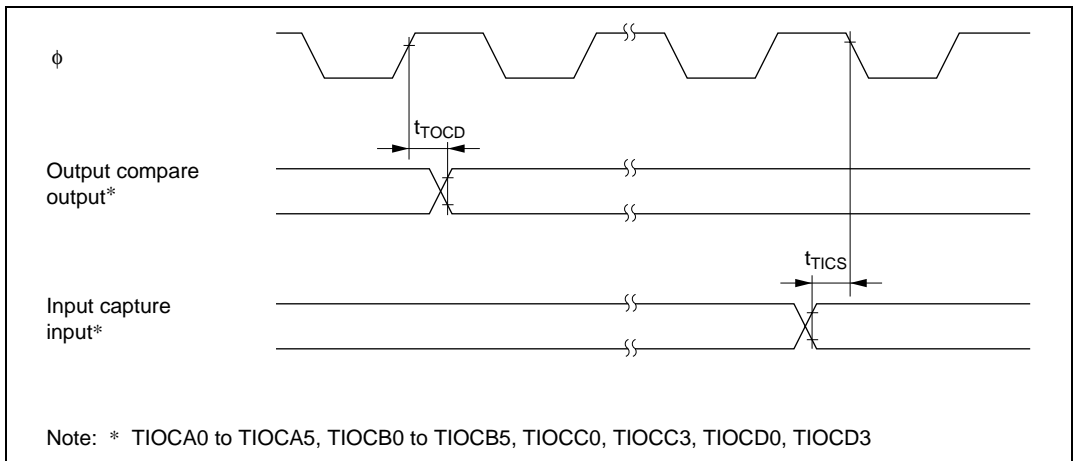 ϕ
tTOCD
Output compare
output*
tTICS
Input capture
input*
Note: * TIOCA0 to TIOCA5, TIOCB0 to TIOCB5, TIOCC0, TIOCC3, TIOCD0, TIOCD3